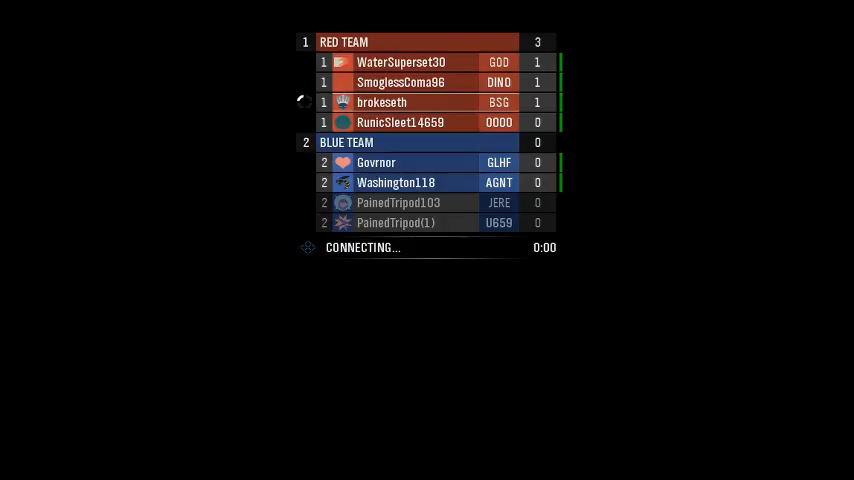 1 RED TEAM 3
1 WaterSuperset30 GOD 1
1 SmoglessComa96 DINO 1
1 brokeseth BSG 1
1 RunicSleet14659 0000 0
2 BLUE TEAM 0
2 Govrnor GLHF 0
2 Washington118 AGNT 0
2 PainedTripod103 JERE 0
2 PainedTripod(1) U659 0
CONNECTING... 0:00